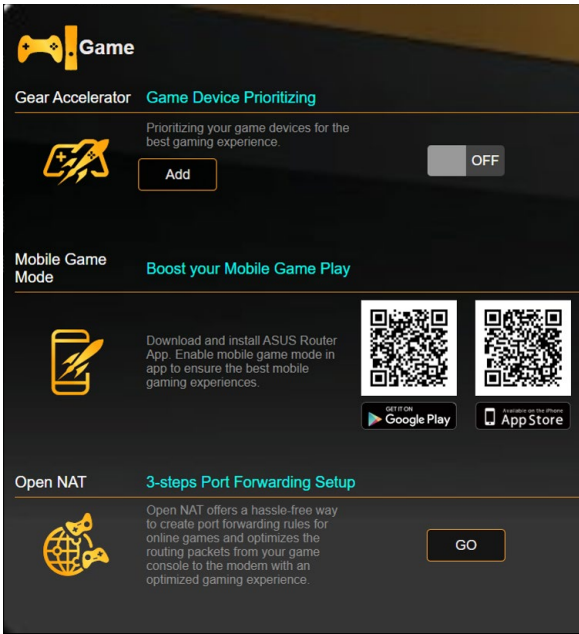 Game
Gear Accelerator
Game Device Prioritizing
Prioritizing your game devices for the
best gaming experience.
Add
OFF
Mobile Game
Mode
Boost your Mobile Game Play
Download and install ASUS Router
App. Enable mobile game mode in
app to ensure the best mobile
gaming experiences.
GET IT ON
Google Play
Available on the iPhone
App Store
Open NAT
3-steps Port Forwarding Setup
Open NAT offers a hassle-free way
to create port forwarding rules for
online games and optimizes the
routing packets from your game
console to the modem with an
optimized gaming experience.
GO